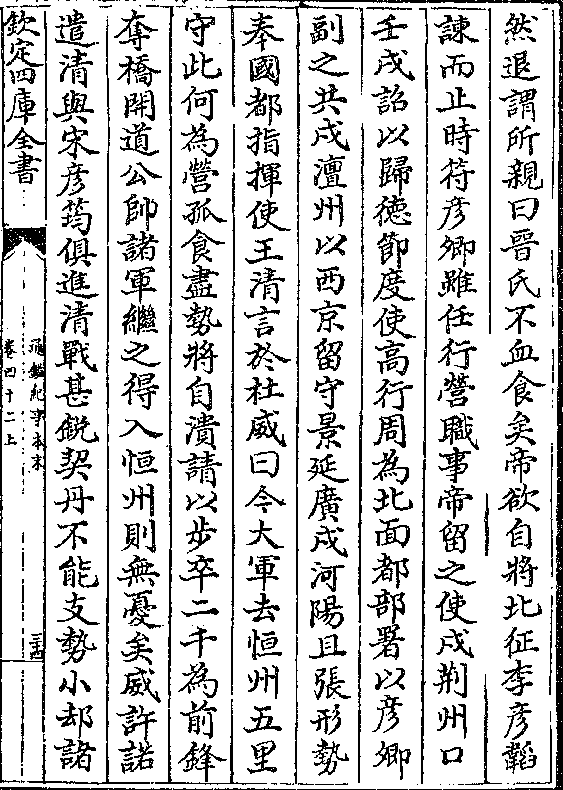 然退謂所親曰晉氏不血食矣帝欲自將北征李彦韜
諫而止時符彦卿雖任行營職事帝留之使戍荆州口
壬戌詔以歸德節度使高行周為北面都部署以彦卿
副之共戍澶州以西京留守景延廣戍河陽且張形勢
奉國都指揮使王清言於杜威曰今大軍去恒州五里
守此何為營孤食盡勢將自潰請以步卒二千為前鋒
奪橋開道公帥諸軍繼之得入恒州則無憂矣威許諾
遣清與宋彦筠俱進清戰甚鋭契丹不能支勢小却諸
欽定四庫全書
通鑑紀事本末
卷四十二上
三十四